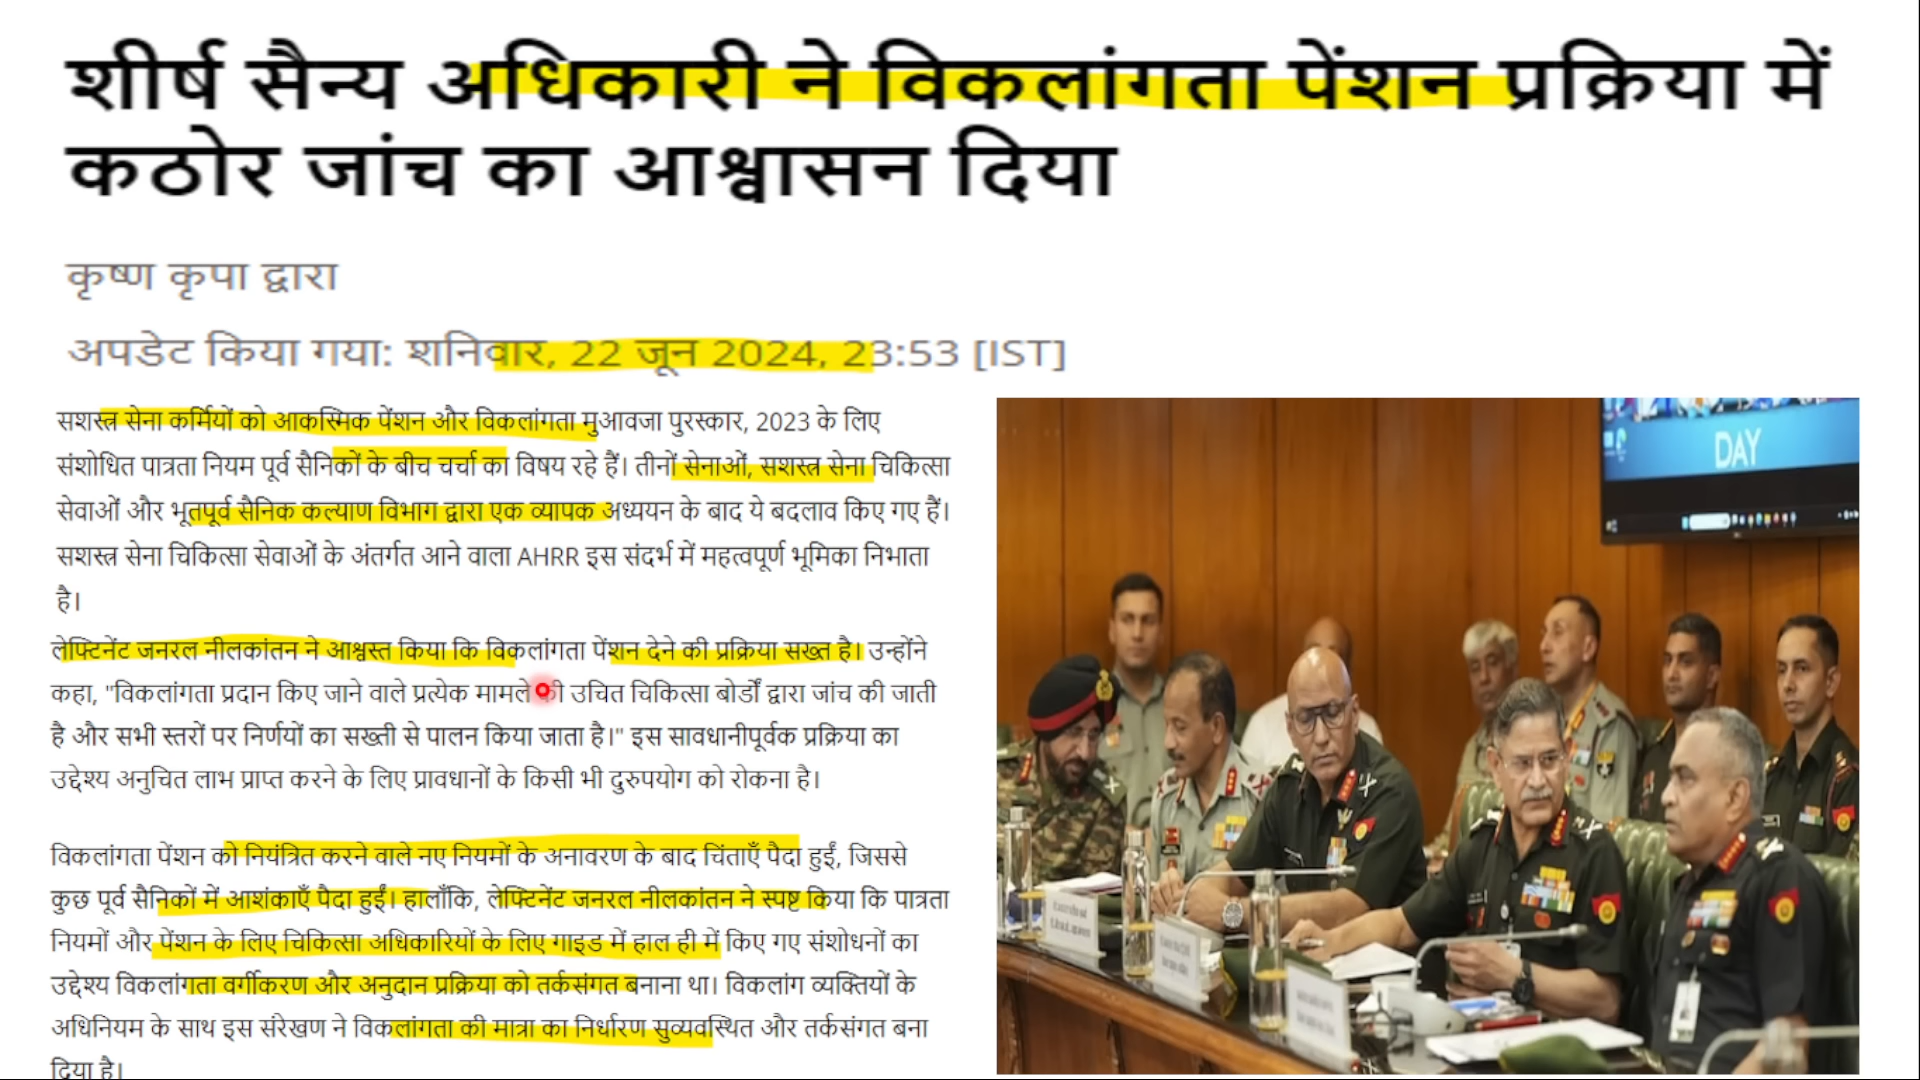 शीर्ष सैन्य अधिकारी ने विकलांगता पेंशन प्रक्रिया में
कठोर जांच का आश्वासन दिया
कृष्ण कृपा द्वारा
अपडेट किया गया: शनिवार, 22 जून 2024, 23:53 [IST]
सशस्त्र सेना कर्मियों को आकस्मिक पेंशन और विकलांगता मुआवजा पुरस्कार, 2023 के लिए
संशोधित पात्रता नियम पूर्व सैनिकों के बीच चर्चा का विषय रहे हैं। तीनों सेनाओं, सशस्त्र सेना चिकित्सा
सेवाओं और भूतपूर्व सैनिक कल्याण विभाग द्वारा एक व्यापक अध्ययन के बाद ये बदलाव किए गए हैं।
सशस्त्र सेना चिकित्सा सेवाओं के अंतर्गत आने वाला AHRR इस संदर्भ में महत्वपूर्ण भूमिका निभाता
है।
लेफ्टिनेंट जनरल नीलकांतन ने आश्वस्त किया कि विकलांगता पेंशन देने की प्रक्रिया सख्त है। उन्होंने
कहा, "विकलांगता प्रदान किए जाने वाले प्रत्येक मामले की उचित चिकित्सा बोर्डों द्वारा जांच की जाती
है और सभी स्तरों पर निर्णयों का सख्ती से पालन किया जाता है।" इस सावधानीपूर्वक प्रक्रिया का
उद्देश्य अनुचित लाभ प्राप्त करने के लिए प्रावधानों के किसी भी दुरुपयोग को रोकना है।
विकलांगता पेंशन को नियंत्रित करने वाले नए नियमों के अनावरण के बाद चिंताएँ पैदा हुईं, जिससे
कुछ पूर्व सैनिकों में आशंकाएँ पैदा हुईं। हालाँकि, लेफ्टिनेंट जनरल नीलकांतन ने स्पष्ट किया कि पात्रता
नियमों और पेंशन के लिए चिकित्सा अधिकारियों के लिए गाइड में हाल ही में किए गए संशोधनों का
उद्देश्य विकलांगता वर्गीकरण और अनुदान प्रक्रिया को तर्कसंगत बनाना था। विकलांग व्यक्तियों के
अधिनियम के साथ इस संरेखण ने विकलांगता की मात्रा का निर्धारण सुव्यवस्थित और तर्कसंगत बना
दिया है।
DAY